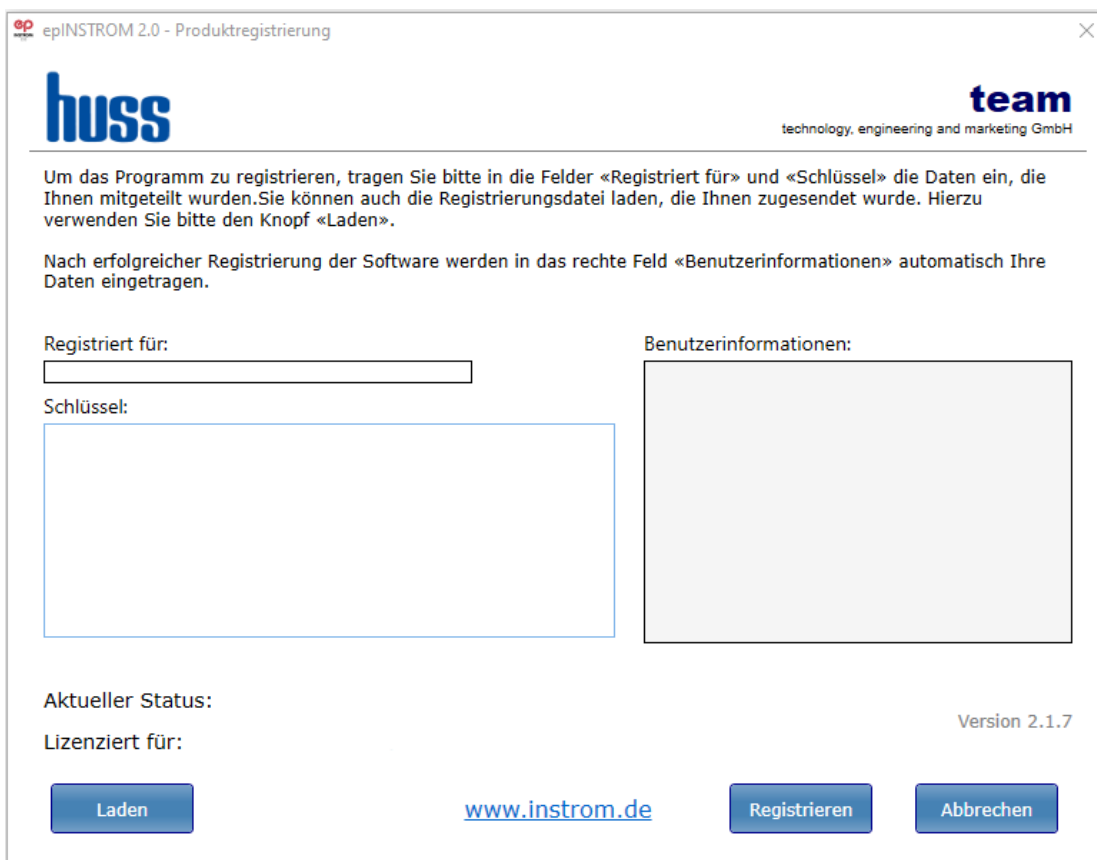 ep
INSTROM
epINSTROM 2.0 - Produktregistrierung
huss
team
technology, engineering and marketing GmbH
Um das Programm zu registrieren, tragen Sie bitte in die Felder «Registriert für» und «Schlüssel» die Daten ein, die
Ihnen mitgeteilt wurden.Sie können auch die Registrierungsdatei laden, die Ihnen zugesendet wurde. Hierzu
verwenden Sie bitte den Knopf «Laden».
Nach erfolgreicher Registrierung der Software werden in das rechte Feld «Benutzerinformationen» automatisch Ihre
Daten eingetragen.
Registriert für:
Benutzerinformationen:
Schlüssel:
Aktueller Status:
Version 2.1.7
Lizenziert für:
Laden
www.instrom.de
Registrieren
Abbrechen